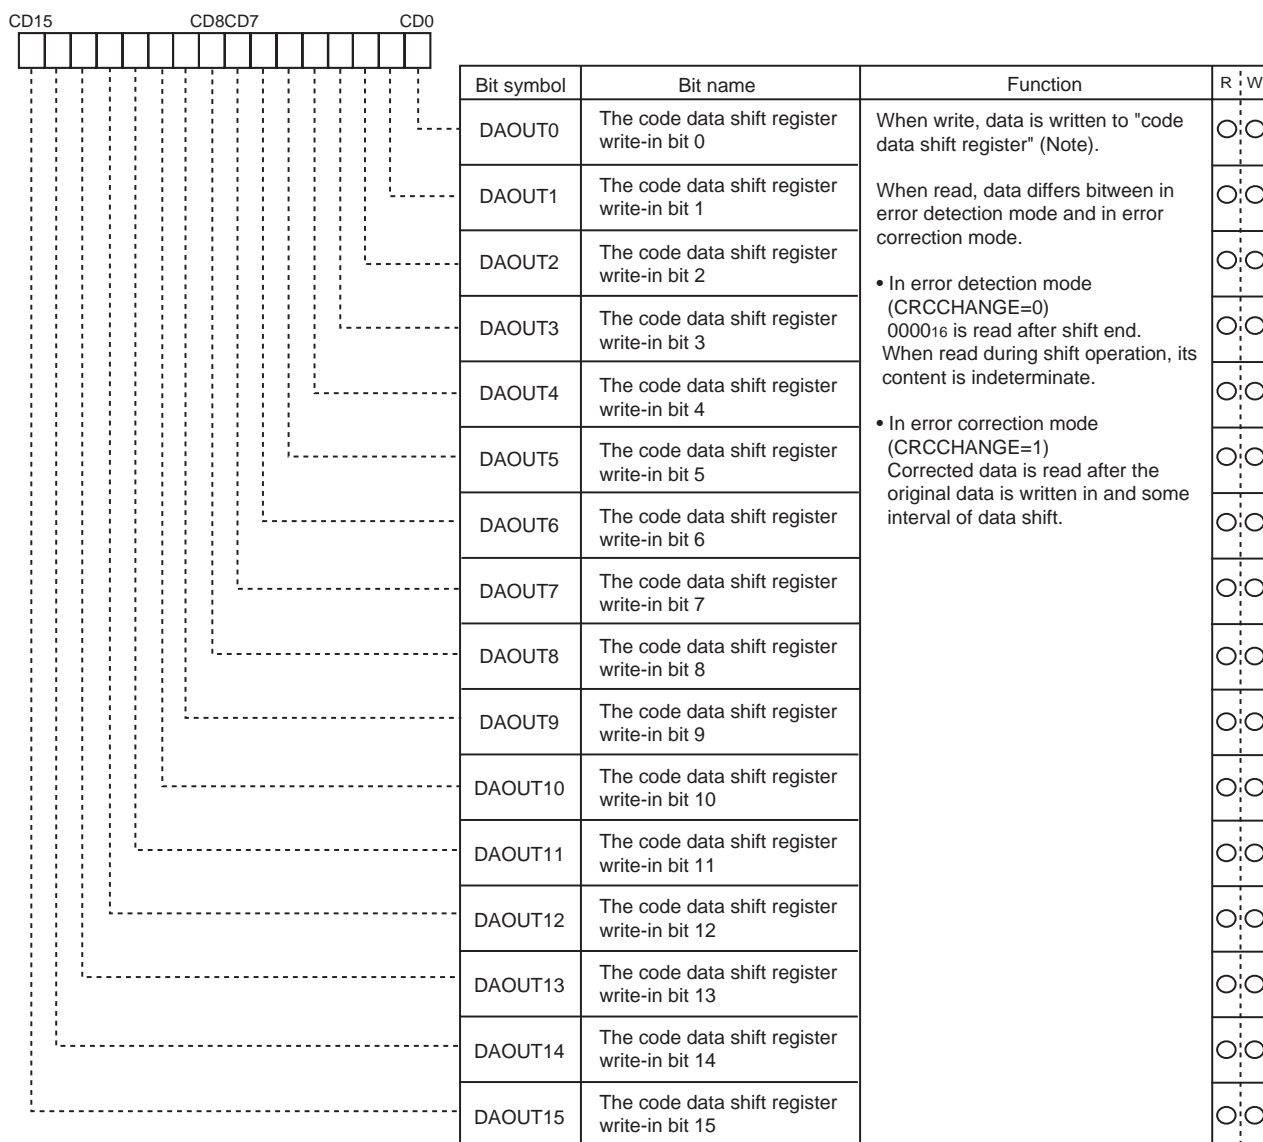 CD15 CD8CD7 CD0
Bit symbol Bit name Function R W
DAOUT0
The code data shift register
write-in bit 0
When write, data is written to "code
data shift register" (Note).
When read, data differs bitween in
error detection mode and in error
correction mode.
• In error detection mode
(CRCCHANGE=0)
000016 is read after shift end.
When read during shift operation, its
content is indeterminate.
• In error correction mode
(CRCCHANGE=1)
Corrected data is read after the
original data is written in and some
interval of data shift.
DAOUT1
The code data shift register
write-in bit 1
DAOUT2
The code data shift register
write-in bit 2
DAOUT3
The code data shift register
write-in bit 3
DAOUT4
The code data shift register
write-in bit 4
DAOUT5
The code data shift register
write-in bit 5
DAOUT6
The code data shift register
write-in bit 6
DAOUT7
The code data shift register
write-in bit 7
DAOUT8
The code data shift register
write-in bit 8
DAOUT9
The code data shift register
write-in bit 9
DAOUT10
The code data shift register
write-in bit 10
DAOUT11
The code data shift register
write-in bit 11
DAOUT12
The code data shift register
write-in bit 12
DAOUT13
The code data shift register
write-in bit 13
DAOUT14
The code data shift register
write-in bit 14
DAOUT15
The code data shift register
write-in bit 15